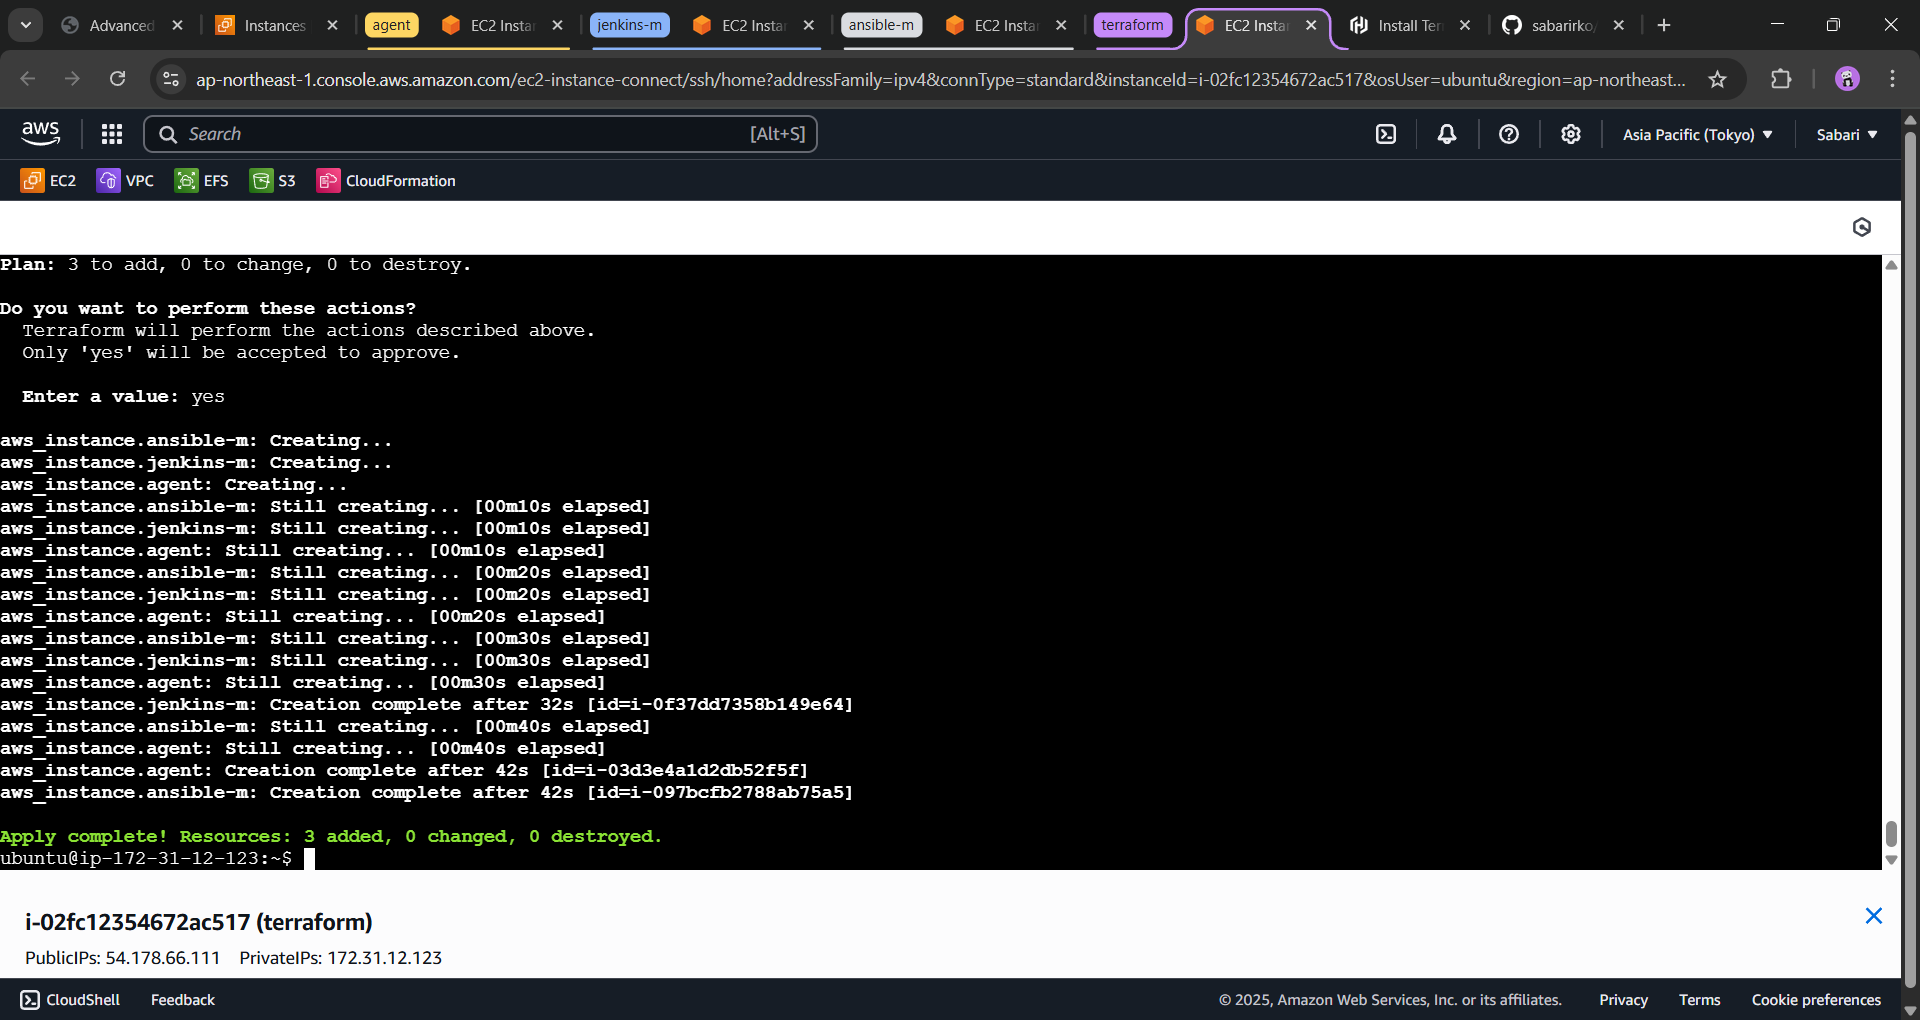 Advanced
Instances
agent
EC2 Insta
jenkins-m
EC2 Insta
ansible-m
EC2 Insta
terraform
EC2 Insta
Install Ter
sabarirko/
ap-northeast-1.console.aws.amazon.com/ec2-instance-connect/ssh/home?addressFamily=ipv4&connType=standard&instanceId=i-02fc12354672ac517&osUser=ubuntu&region=ap-northeast...
aws
Search
[Alt+S]
Asia Pacific (Tokyo)
Sabari
EC2
VPC
EFS
S3
CloudFormation
Plan: 3 to add, 0 to change, 0 to destroy.
Do you want to perform these actions?
Terraform will perform the actions described above.
Only 'yes' will be accepted to approve.
Enter a value: yes
aws_instance.ansible-m: Creating...
aws_instance.jenkins-m: Creating...
aws_instance.agent: Creating...
aws_instance.ansible-m: Still creating... [00m10s elapsed]
aws_instance.jenkins-m: Still creating... [00m10s elapsed]
aws_instance.agent: Still creating... [00m10s elapsed]
aws_instance.ansible-m: Still creating... [00m20s elapsed]
aws_instance.jenkins-m: Still creating... [00m20s elapsed]
aws_instance.agent: Still creating... [00m20s elapsed]
aws_instance.ansible-m: Still creating... [00m30s elapsed]
aws_instance.jenkins-m: Still creating... [00m30s elapsed]
aws_instance.agent: Still creating... [00m30s elapsed]
aws_instance.jenkins-m: Creation complete after 32s [id=i-0f37dd7358b149e64]
aws_instance.ansible-m: Still creating... [00m40s elapsed]
aws_instance.agent: Still creating... [00m40s elapsed]
aws_instance.agent: Creation complete after 42s [id=i-03d3e4a1d2db52f5f]
aws_instance.ansible-m: Creation complete after 42s [id=i-097bcfb2788ab75a5]
Apply complete! Resources: 3 added, 0 changed, 0 destroyed.
ubuntu@ip-172-31-12-123:~$
i-02fc12354672ac517 (terraform)
PublicIPs: 54.178.66.111 PrivateIPs: 172.31.12.123
CloudShell
Feedback
© 2025, Amazon Web Services, Inc. or its affiliates.
Privacy
Terms
Cookie preferences